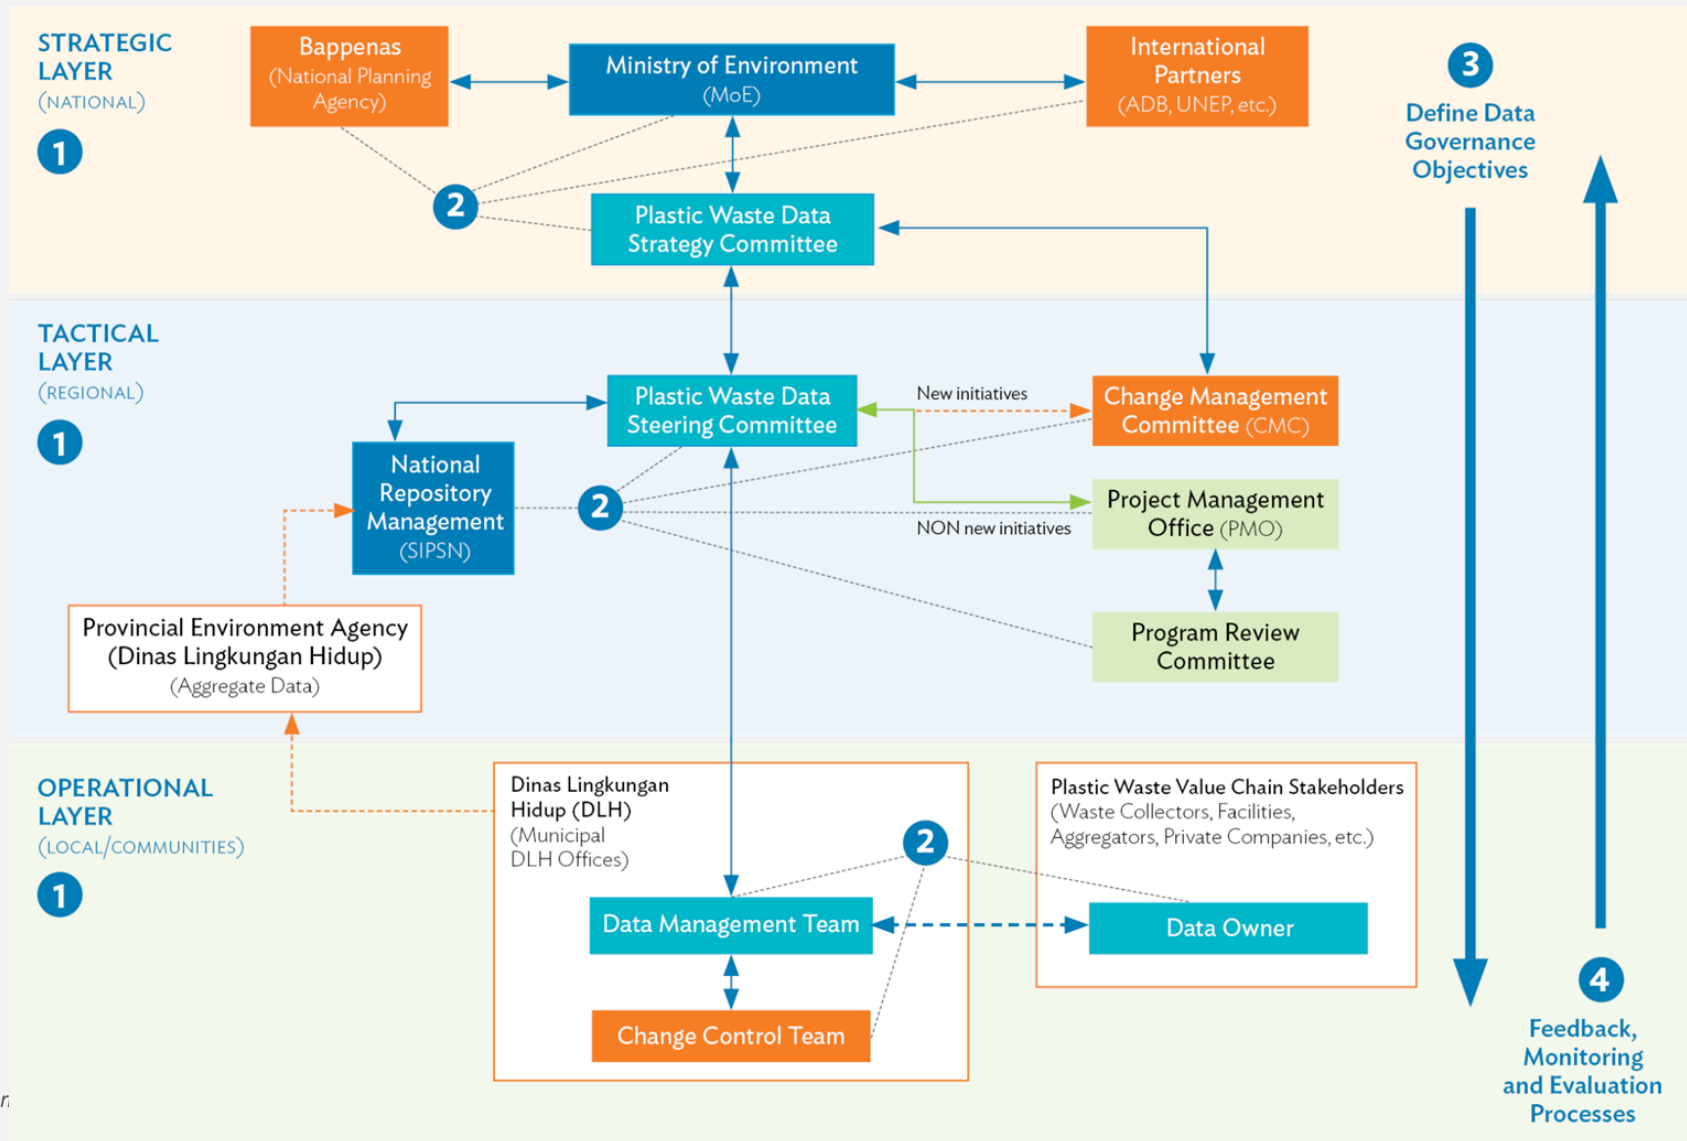 STRATEGIC
LAYER
(NATIONAL)
1
Bappenas
(National Planning
Agency)
Ministry of Environment
(MoE)
International
Partners
(ADB, UNEP, etc.)
2
Plastic Waste Data
Strategy Committee
3
Define Data
Governance
Objectives
TACTICAL
LAYER
(REGIONAL)
1
Plastic Waste Data
Steering Committee
New initiatives
Change Management
Committee (CMC)
National
Repository
Management
(SIPSN)
2
NON new initiatives
Project Management
Office (PMO)
Program Review
Committee
Provincial Environment Agency
(Dinas Lingkungan Hidup)
(Aggregate Data)
OPERATIONAL
LAYER
(LOCAL/COMMUNITIES)
1
Dinas Lingkungan
Hidup (DLH)
(Municipal
DLH Offices)
2
Data Management Team
Change Control Team
Plastic Waste Value Chain Stakeholders
(Waste Collectors, Facilities,
Aggregators, Private Companies, etc.)
Data Owner
4
Feedback,
Monitoring
and Evaluation
Processes